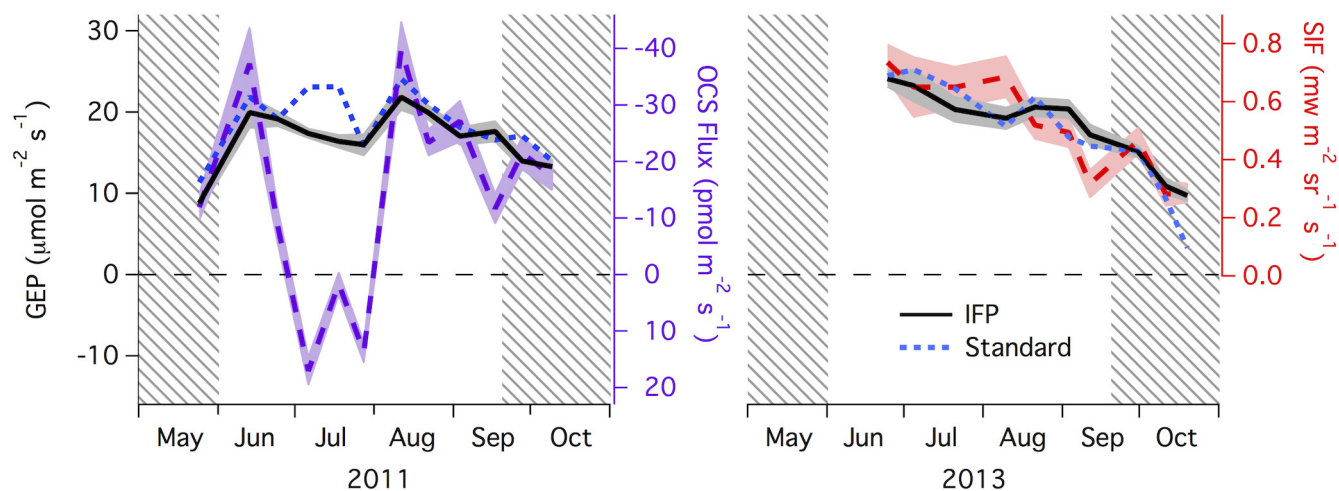 30
20
10
0
-10
GEP (μmol m⁻² s⁻¹)
-40
-30
-20
-10
0
10
20
OCS Flux (pmol m⁻² s⁻¹)
May Jun Jul Aug Sep Oct
2011
0.8
0.6
0.4
0.2
0.0
SIF (mw m⁻² sr⁻¹ s⁻¹)
IFP
Standard
May Jun Jul Aug Sep Oct
2013